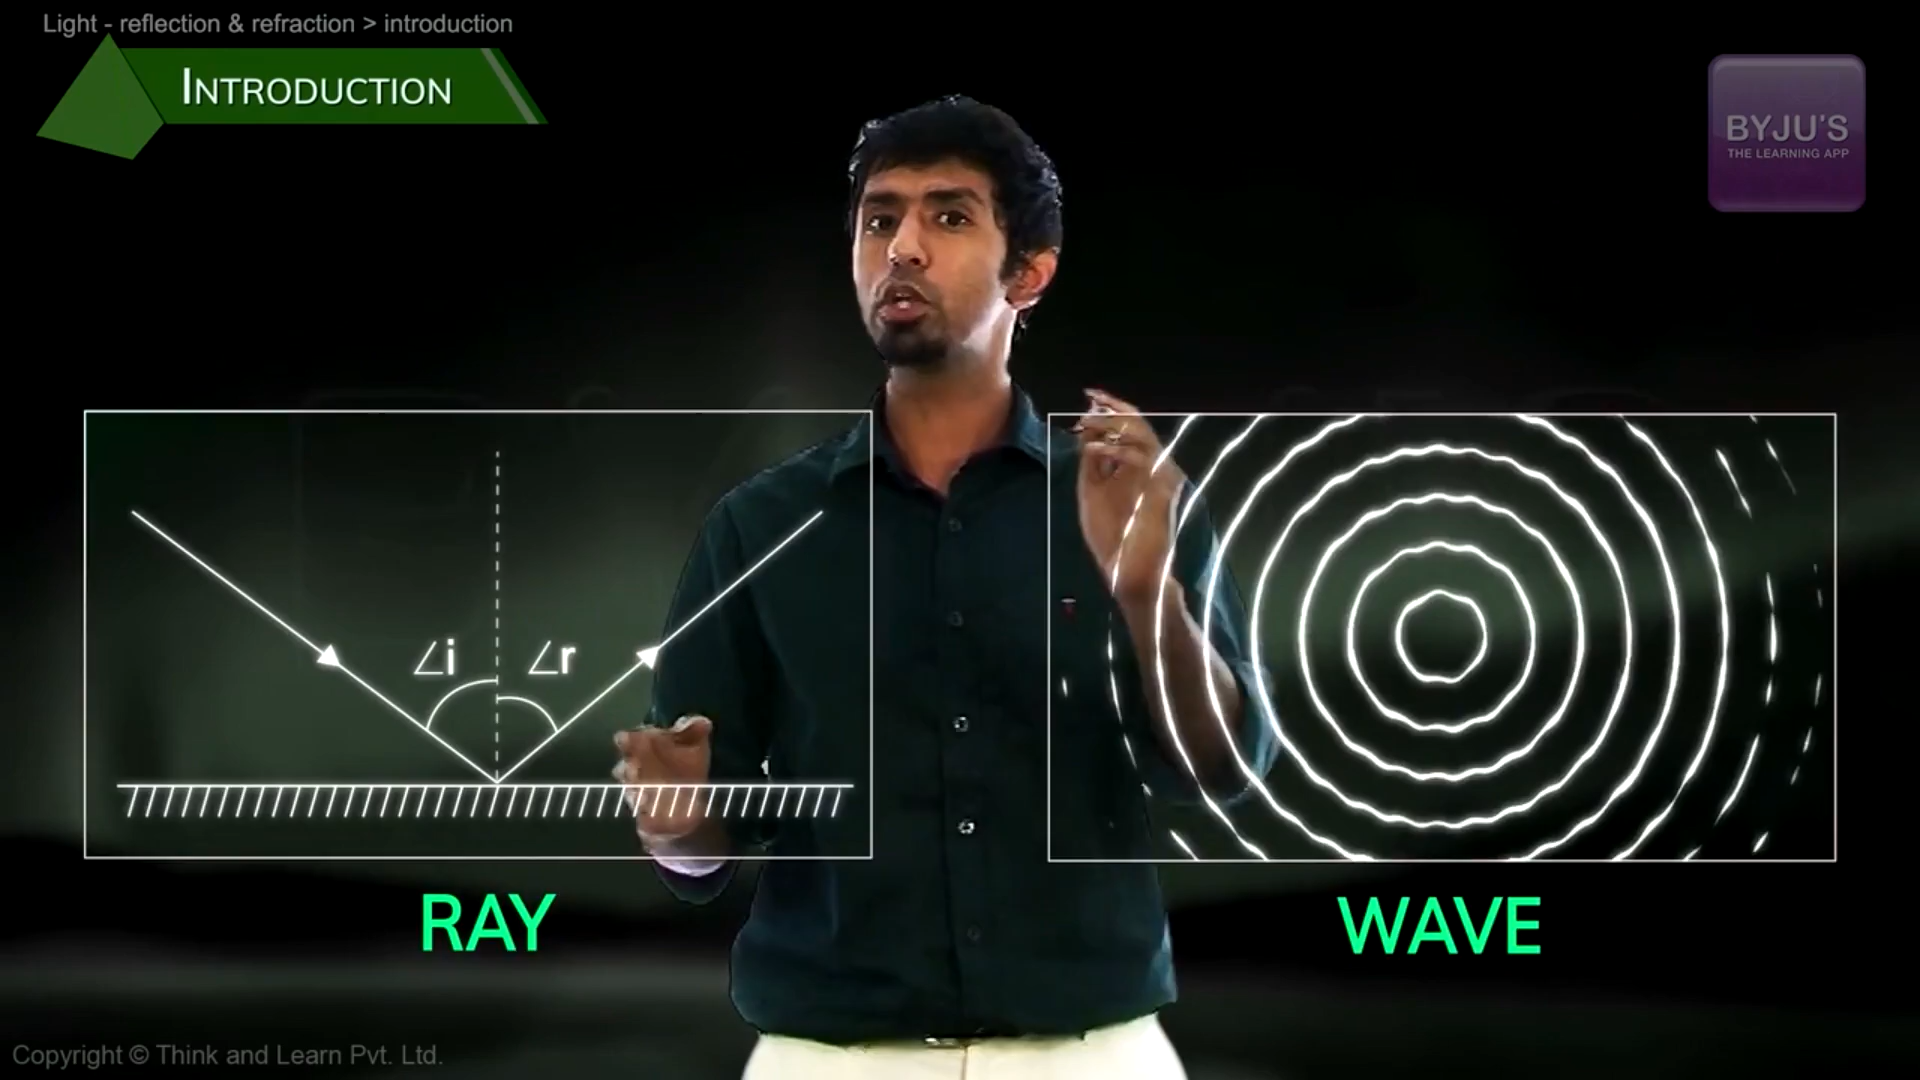 Light - reflection & refraction > introduction
INTRODUCTION
BYJU'S
THE LEARNING APP
∠i ∠r
RAY
WAVE
Copyright © Think and Learn Pvt. Ltd.